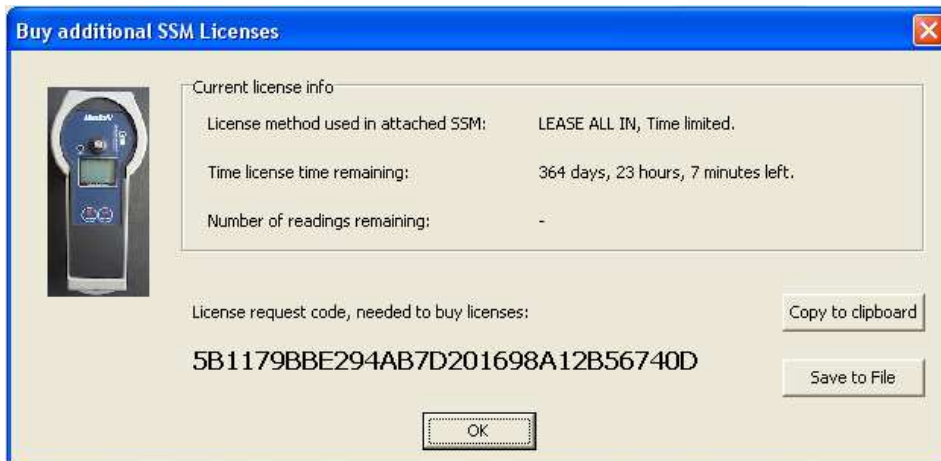 Buy additional SSM Licenses
Current license info
License method used in attached SSM: LEASE ALL IN, Time limited.
Time license time remaining: 364 days, 23 hours, 7 minutes left.
Number of readings remaining: -
License request code, needed to buy licenses:
Copy to clipboard
5B1179BBE294AB7D201698A12B56740D
Save to File
OK